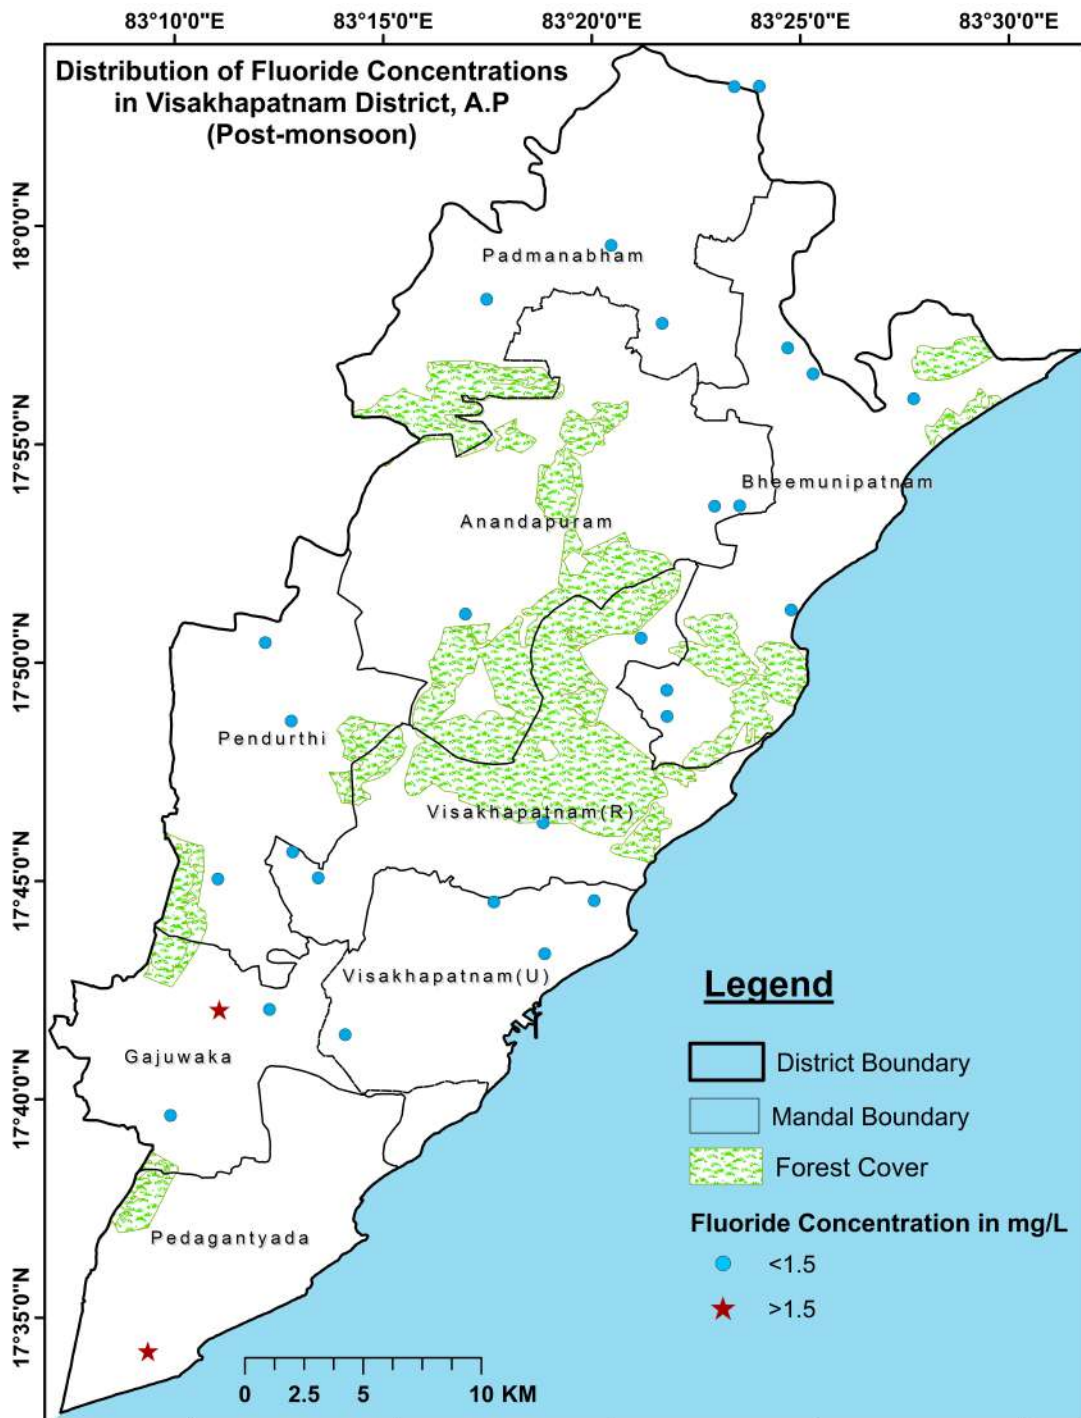 83°10'0"E 83°15'0"E 83°20'0"E 83°25'0"E 83°30'0"E
Distribution of Fluoride Concentrations
in Visakhapatnam District, A.P
(Post-monsoon)
18°0'0"N
Padmanabham
17°55'0"N
Bheemunipatnam
Anandapuram
17°50'0"N
Pendurthi
Visakhapatnam(R)
17°45'0"N
Visakhapatnam(U)
Legend
Gajuwaka
District Boundary
17°40'0"N
Mandal Boundary
Forest Cover
Fluoride Concentration in mg/L
Pedagantyada
<1.5
>1.5
17°35'0"N
0 2.5 5 10 KM